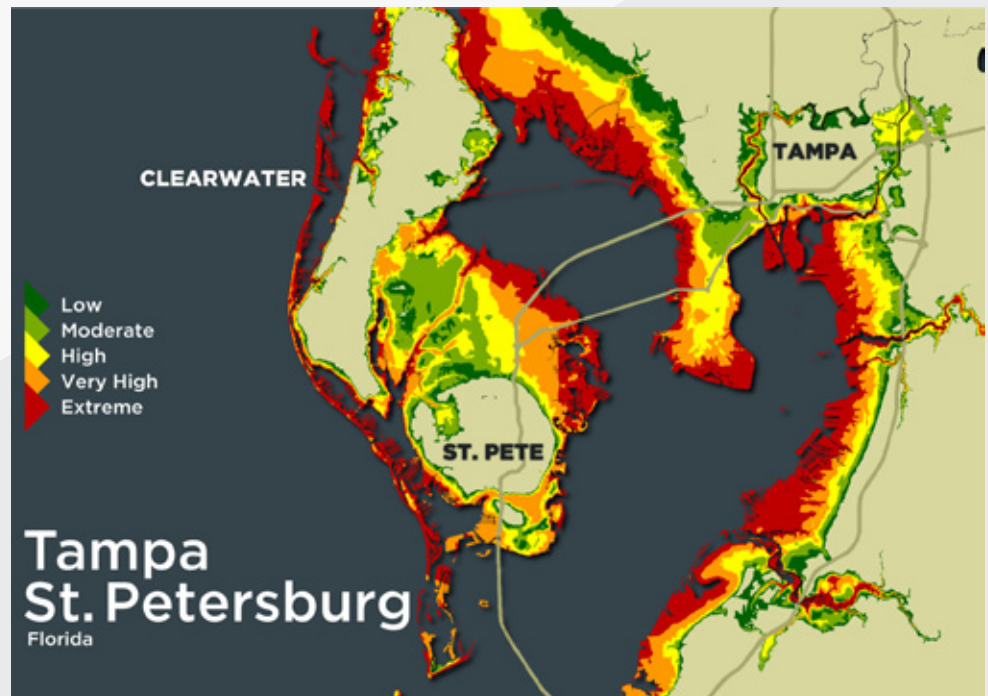 CLEARWATER
TAMPA
Low
Moderate
High
Very High
Extreme
ST. PETE
Tampa
St. Petersburg
Florida